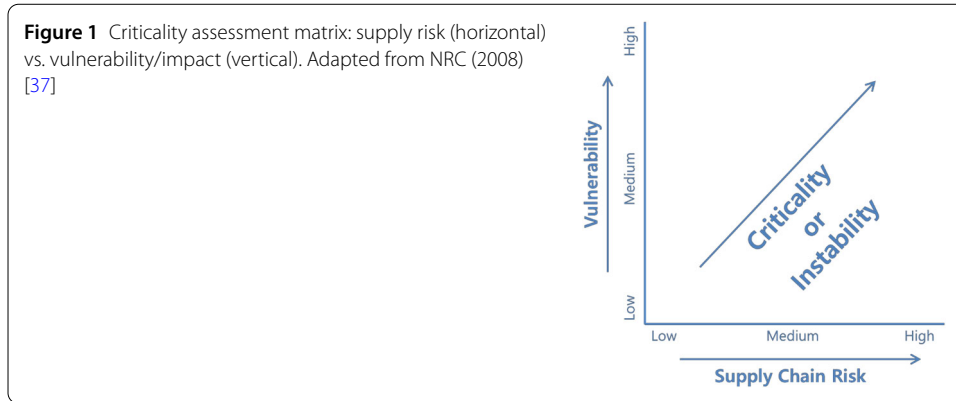 Figure 1 Criticality assessment matrix: supply risk (horizontal)
vs. vulnerability/impact (vertical). Adapted from NRC (2008)
[37]
High
Medium
Low
Vulnerability
Criticality
or
Instability
Low
Medium
High
Supply Chain Risk